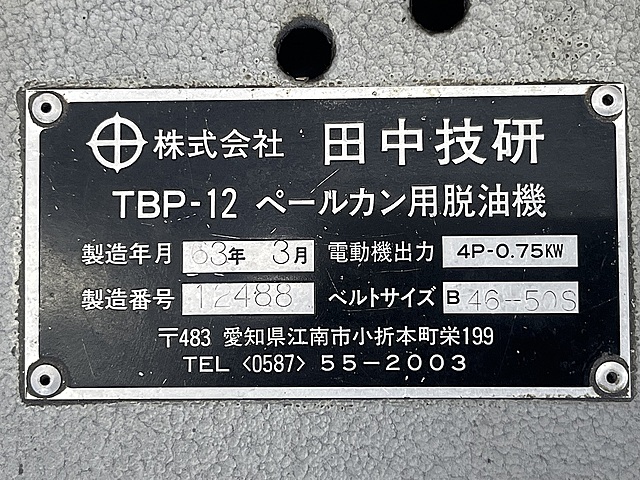 株式会社 田中技研
TBP-12 ペールカン用脱油機
製造年月 63年 3月 電動機出力 4P-0.75KW
製造番号 12488 ベルトサイズ B 46-50S
〒483 愛知県江南市小折本町栄199
TEL〈0587〉55-2003